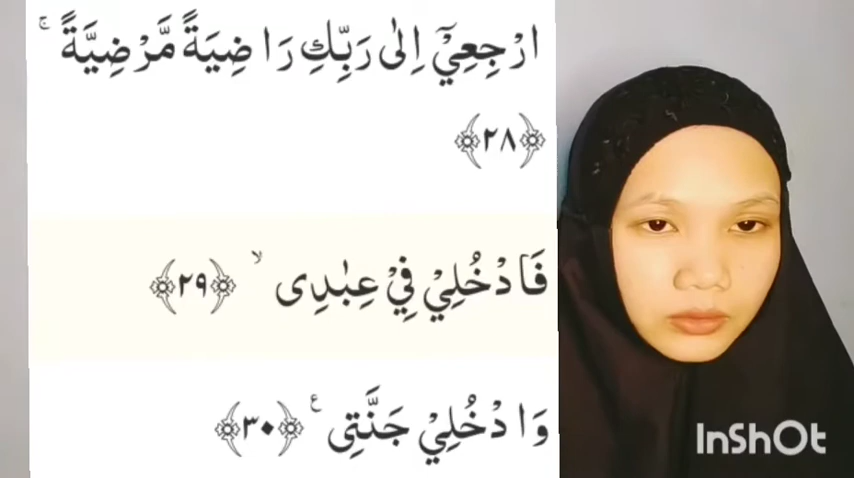 ارْجِعِيْٓ اِلٰى رَبِّكِ رَاضِيَةً مَّرْضِيَّةً ۚ
﴿٢٨﴾
فَادْخُلِيْ فِيْ عِبٰدِى ۙ ﴿٢٩﴾
وَادْخُلِيْ جَنَّتِى ࣖ ﴿٣٠﴾
InShOt